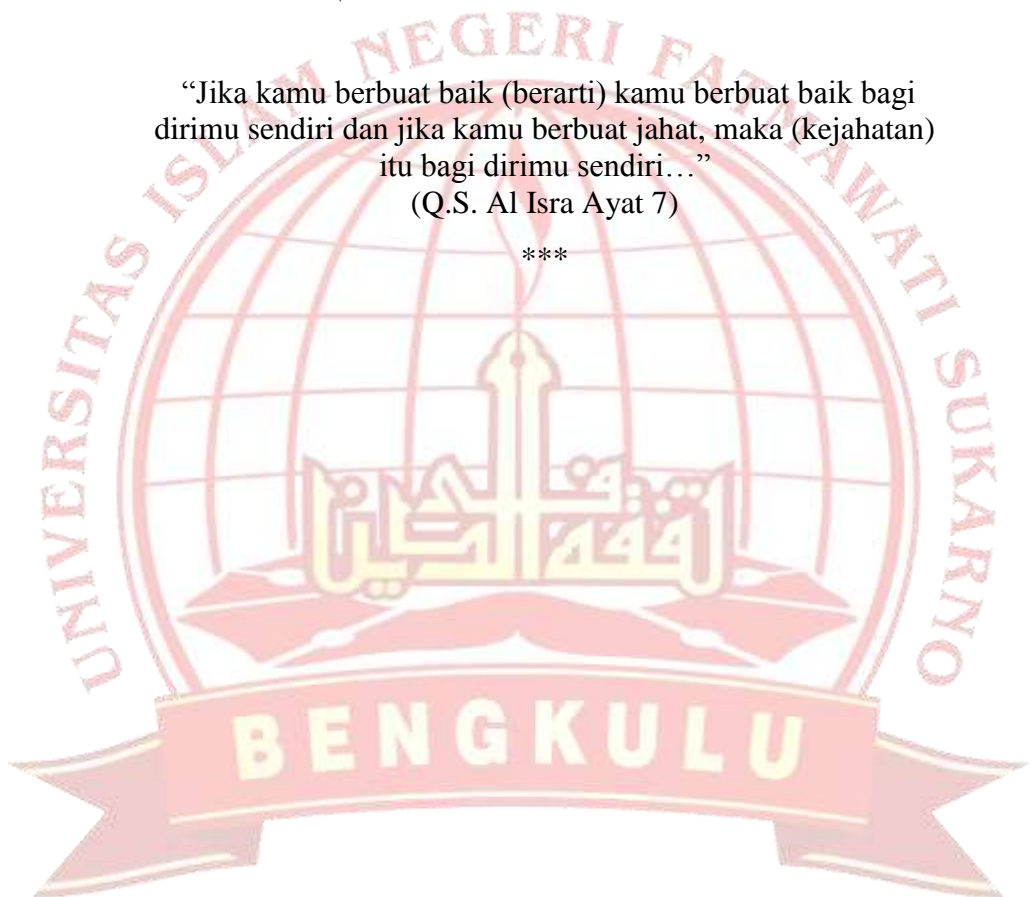 “Jika kamu berbuat baik (berarti) kamu berbuat baik bagi
dirimu sendiri dan jika kamu berbuat jahat, maka (kejahatan)
itu bagi dirimu sendiri…”
(Q.S. Al Isra Ayat 7)
***
UNIVERSITAS ISLAM NEGERI FATMAWATI SUKARNO
BENGKULU